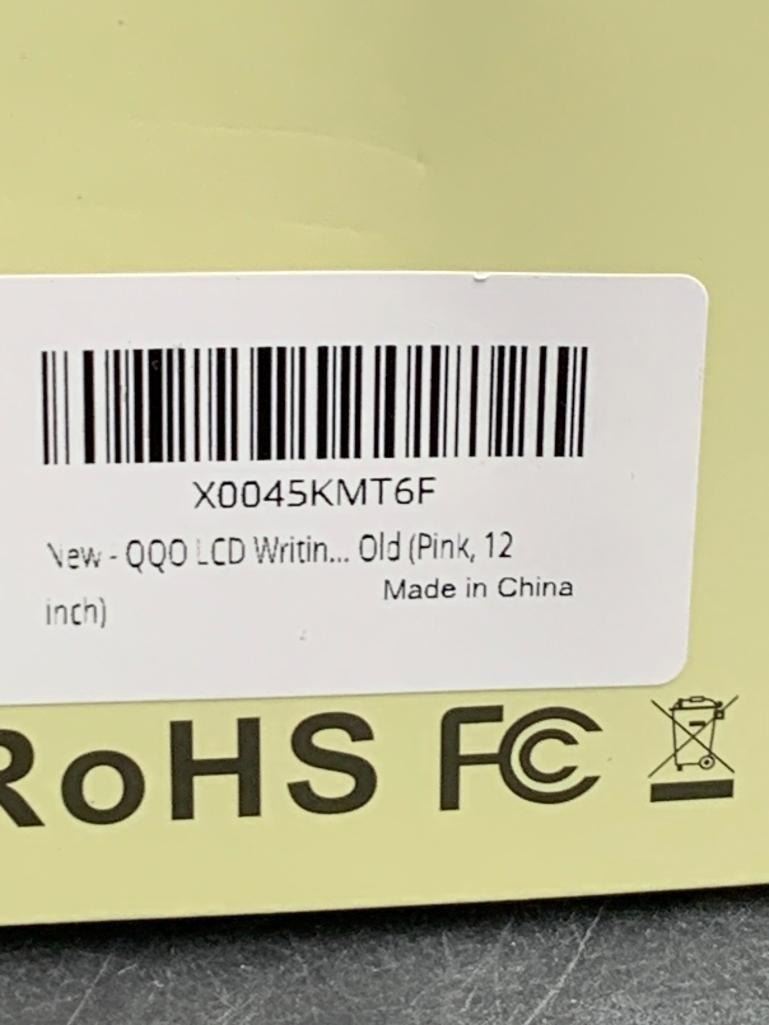 X0045KMT6F
New - QQO LCD Writin... Old (Pink, 12
inch)
Made in China
RoHS FC